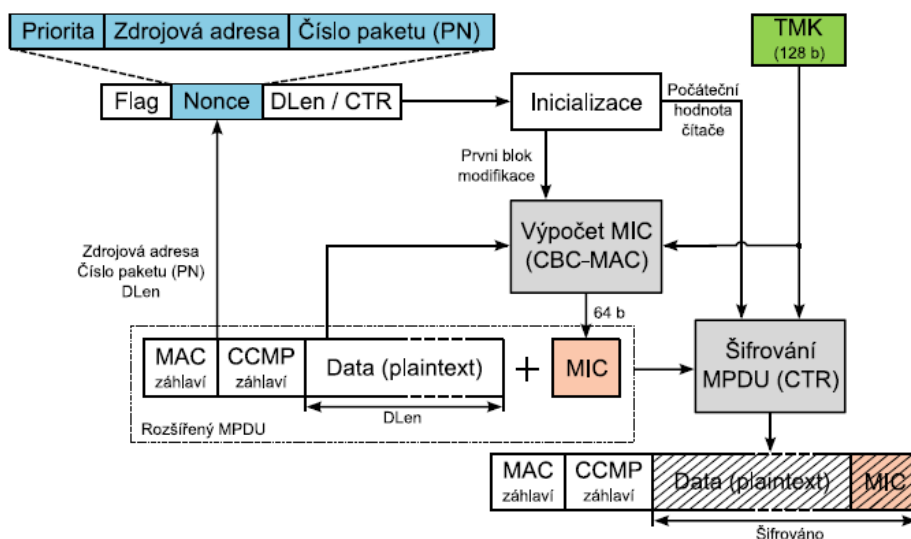 Priorita
Zdrojová adresa
Číslo paketu (PN)
TMK
(128 b)
Flag
Nonce
DLen / CTR
Inicializace
Počáteční
hodnota
čítače
První blok
modifikace
Výpočet MIC
(CBC-MAC)
Zdrojová adresa
Číslo paketu (PN)
DLen
64 b
MAC
záhlaví
CCMP
záhlaví
Data (plaintext)
+
MIC
Šifrování
MPDU (CTR)
DLen
Rozšířený MPDU
MAC
záhlaví
CCMP
záhlaví
Data (plaintext)
MIC
Šifrováno